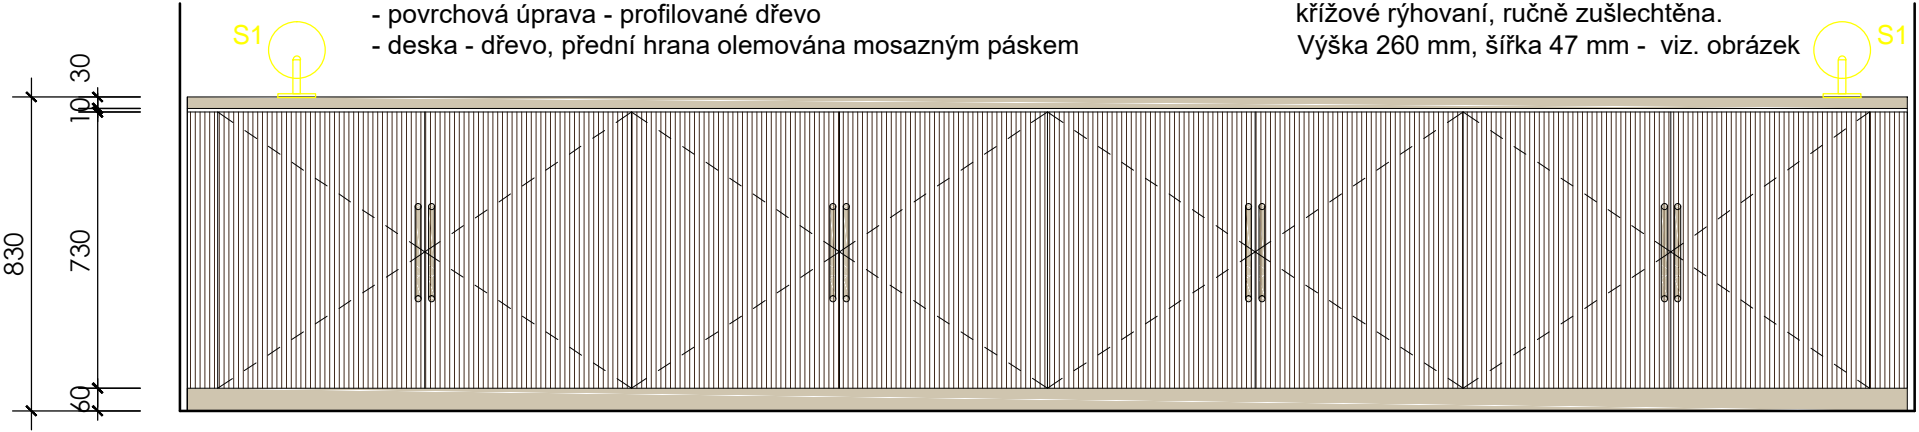 - povrchová úprava - profilované dřevo
- deska - dřevo, přední hrana olemována mosazným páskem
křížové rýhovaní, ručně zušlechtěna.
Výška 260 mm, šířka 47 mm - viz. obrázek
S1
S1
30
10
830
730
60